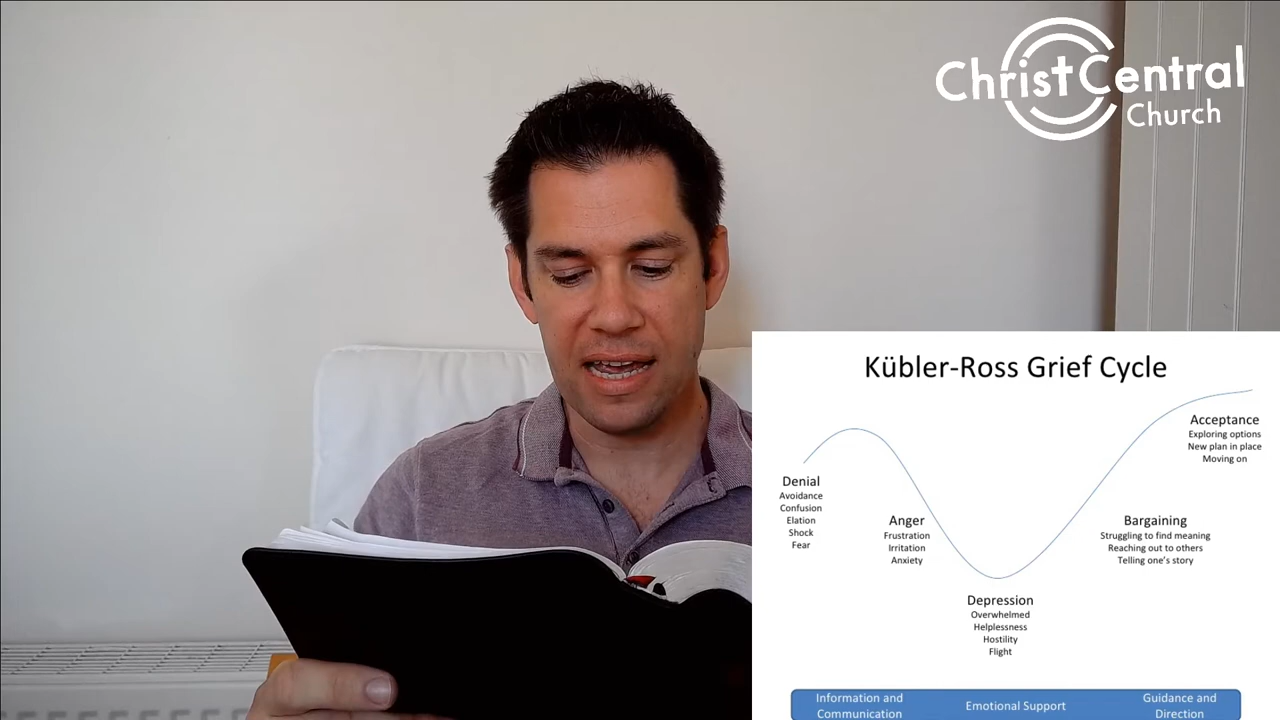 ChristCentral
Church
Kübler-Ross Grief Cycle
Denial
Avoidance
Confusion
Elation
Shock
Fear
Anger
Frustration
Irritation
Anxiety
Depression
Overwhelmed
Helplessness
Hostility
Flight
Bargaining
Struggling to find meaning
Reaching out to others
Telling one's story
Acceptance
Exploring options
New plan in place
Moving on
Information and
Communication
Emotional Support
Guidance and
Direction